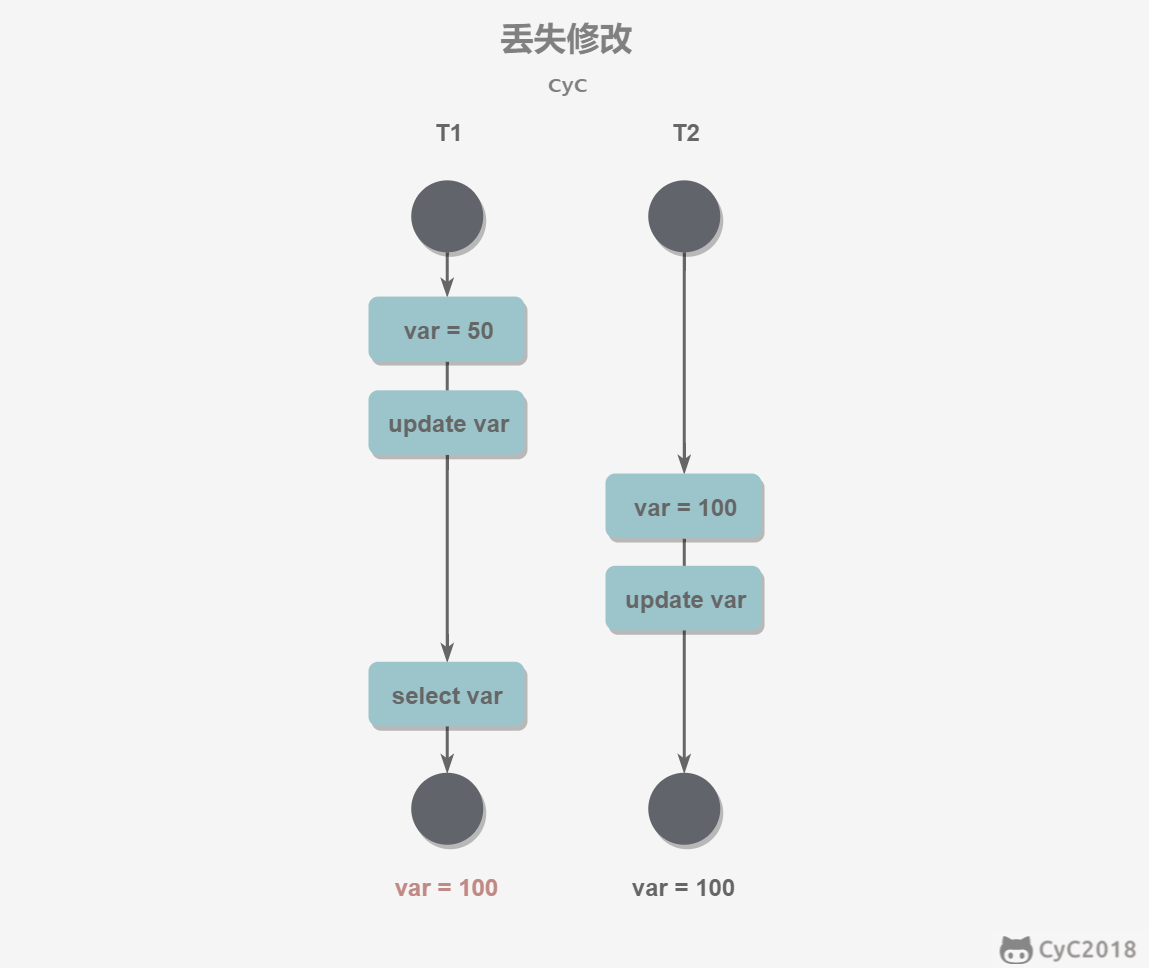 丢失修改
CyC
T1 T2
var = 50
update var
var = 100
update var
select var
var = 100 var = 100
CyC2018